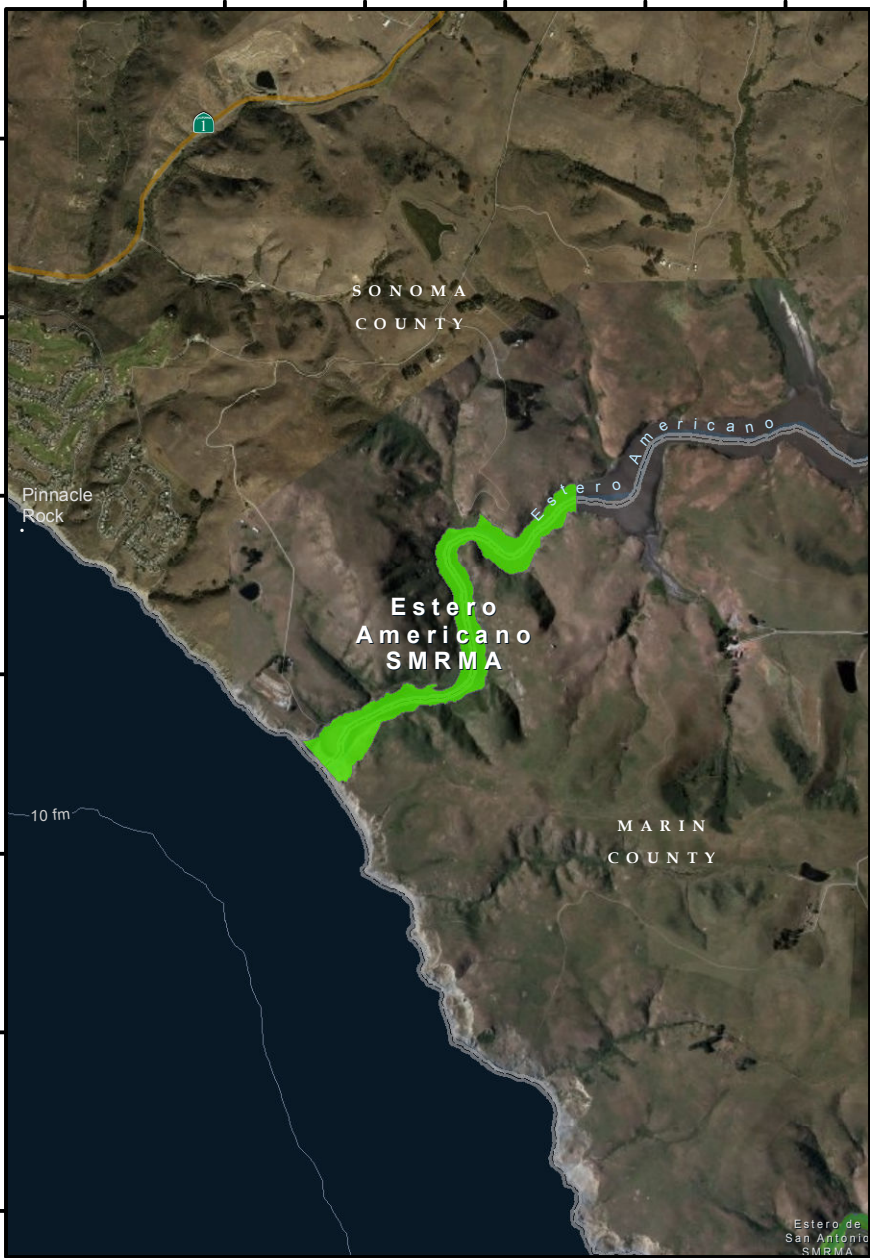 1
SONOMA
COUNTY
Estero Americano
Pinnacle
Rock
Estero
Americano
SMRMA
10 fm
MARIN
COUNTY
Estero de
San Antonio
SMRMA